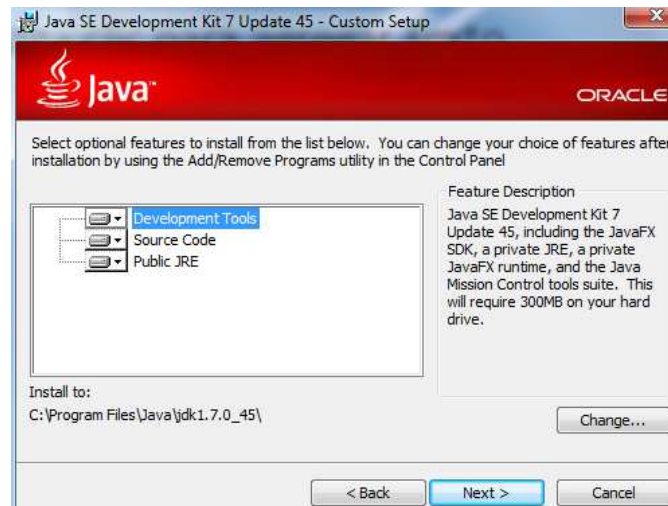 Java SE Development Kit 7 Update 45 - Custom Setup
Java™
ORACLE
Select optional features to install from the list below. You can change your choice of features after
installation by using the Add/Remove Programs utility in the Control Panel
Development Tools
Source Code
Public JRE
Feature Description
Java SE Development Kit 7
Update 45, including the JavaFX
SDK, a private JRE, a private
JavaFX runtime, and the Java
Mission Control tools suite. This
will require 300MB on your hard
drive.
Install to:
C:\Program Files\Java\jdk1.7.0_45\
Change...
< Back
Next >
Cancel